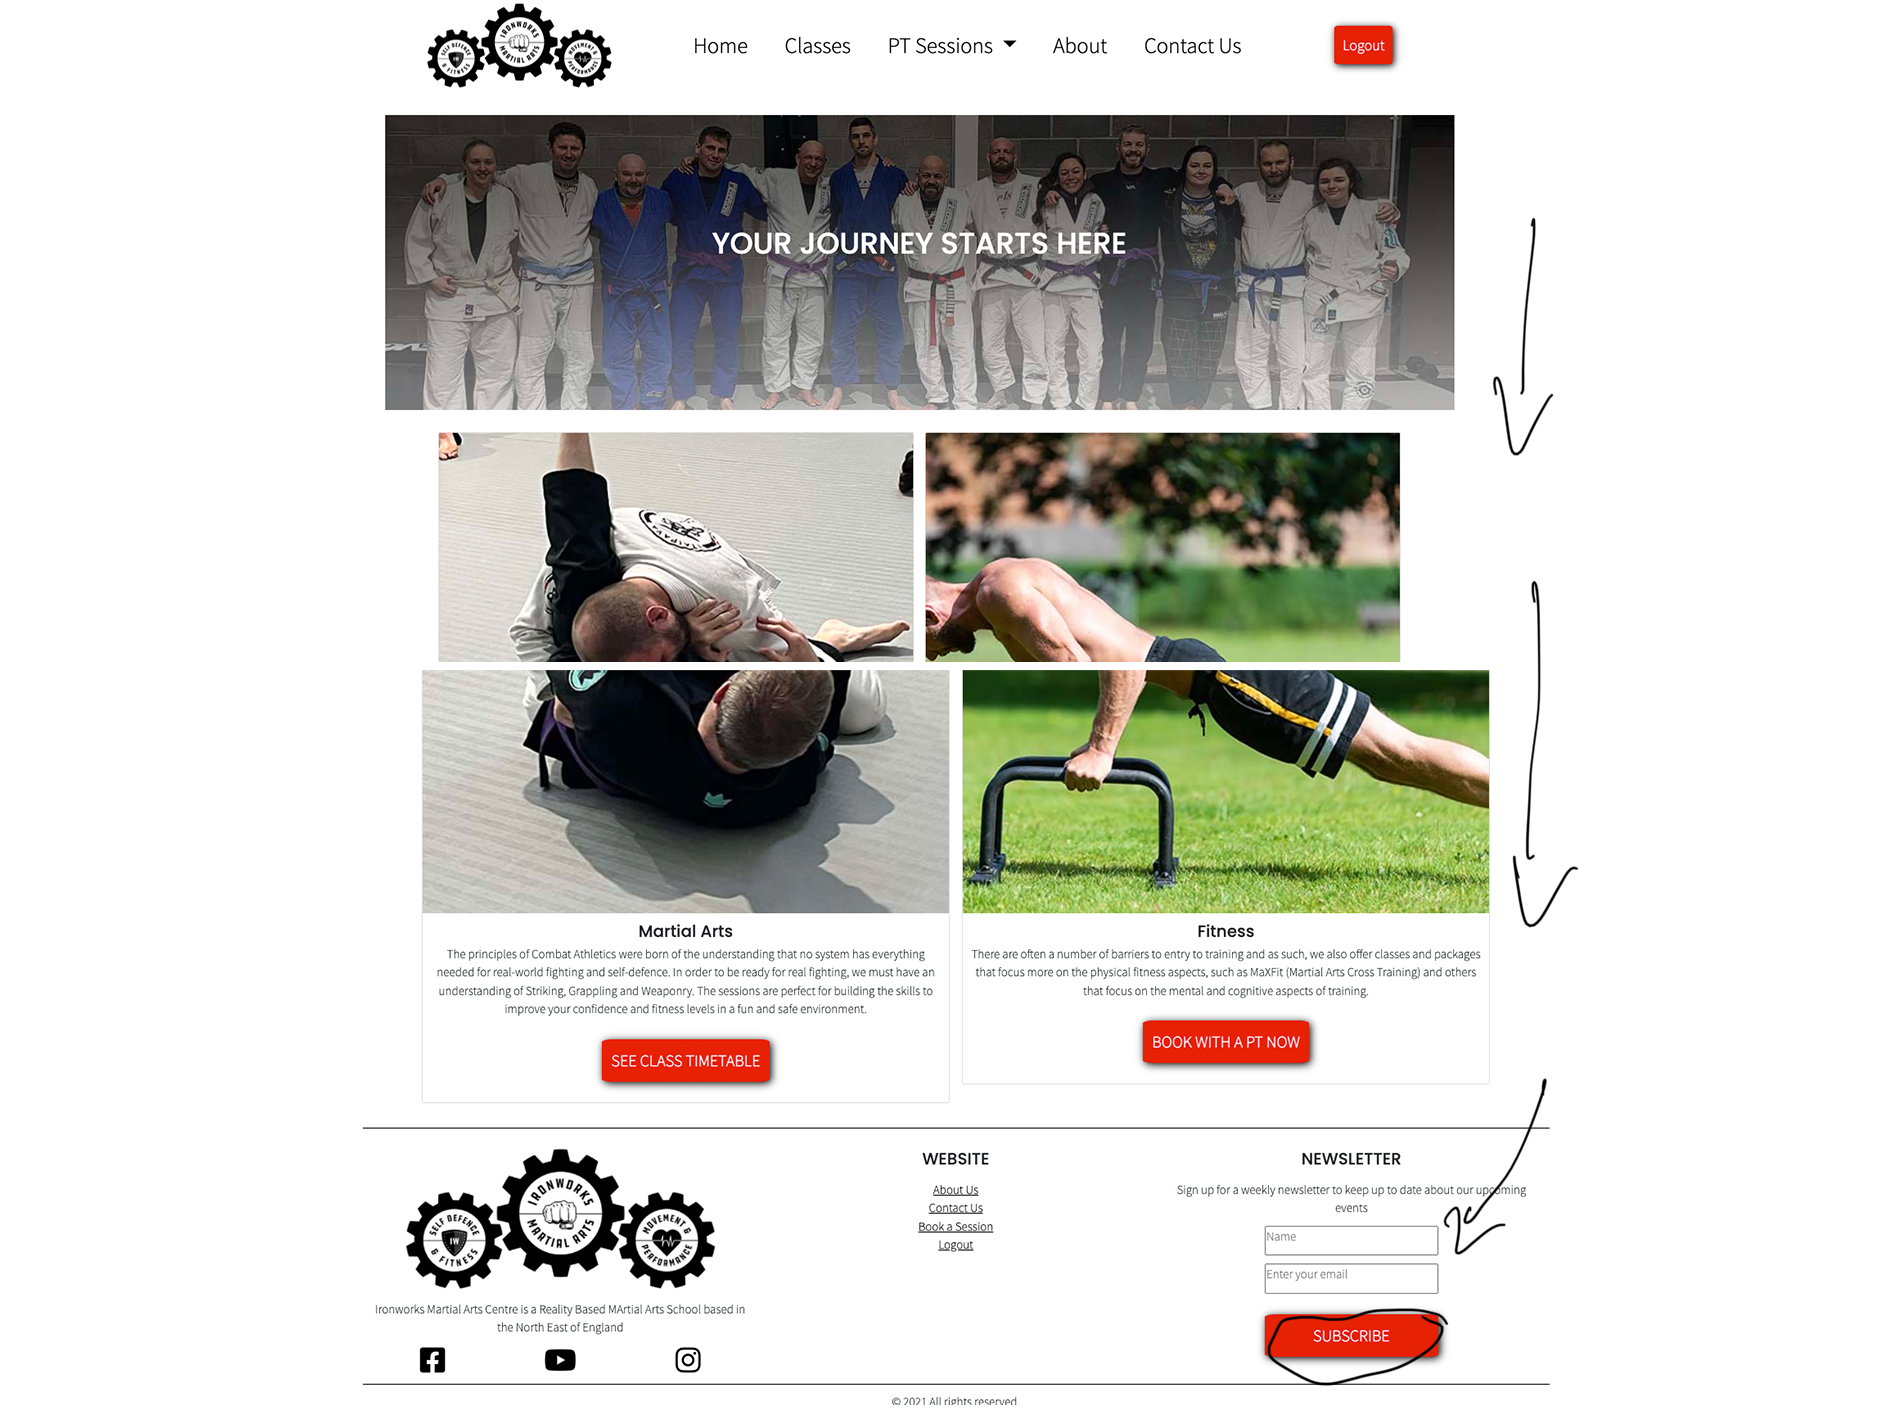 IRONWORKS
MARTIAL ARTS
SELF DEFENCE
& FITNESS
IW
MOVEMENT &
PERFORMANCE
Home Classes PT Sessions About Contact Us Logout
YOUR JOURNEY STARTS HERE
Martial Arts
The principles of Combat Athletics were born of the understanding that no system has everything
needed for real-world fighting and self-defence. In order to be ready for real fighting, we must have an
understanding of Striking, Grappling and Weaponry. The sessions are perfect for building the skills to
improve your confidence and fitness levels in a fun and safe environment.
SEE CLASS TIMETABLE
Fitness
There are often a number of barriers to entry to training and as such, we also offer classes and packages
that focus more on the physical fitness aspects, such as MaXFit (Martial Arts Cross Training) and others
that focus on the mental and cognitive aspects of training.
BOOK WITH A PT NOW
IRONWORKS
MARTIAL ARTS
SELF DEFENCE
& FITNESS
IW
MOVEMENT &
PERFORMANCE
Ironworks Martial Arts Centre is a Reality Based MArtial Arts School based in
the North East of England
WEBSITE
About Us
Contact Us
Book a Session
Logout
NEWSLETTER
Sign up for a weekly newsletter to keep up to date about our upcoming
events
Name
Enter your email
SUBSCRIBE
© 2021 All rights reserved.